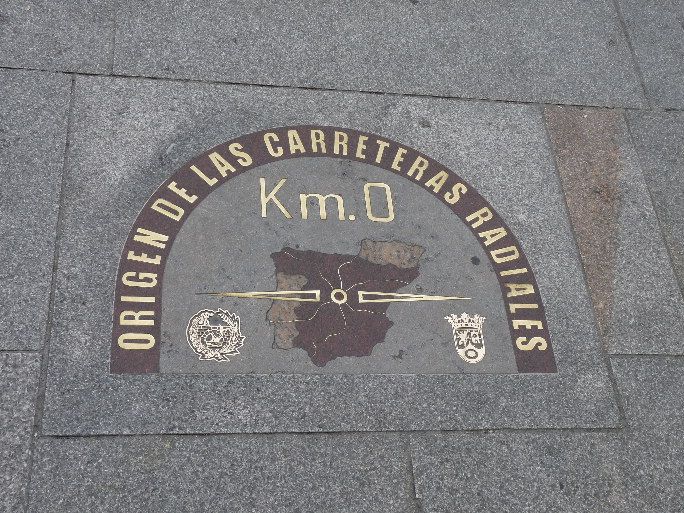 ORIGEN DE LAS CARRETERAS RADIALES
Km.0